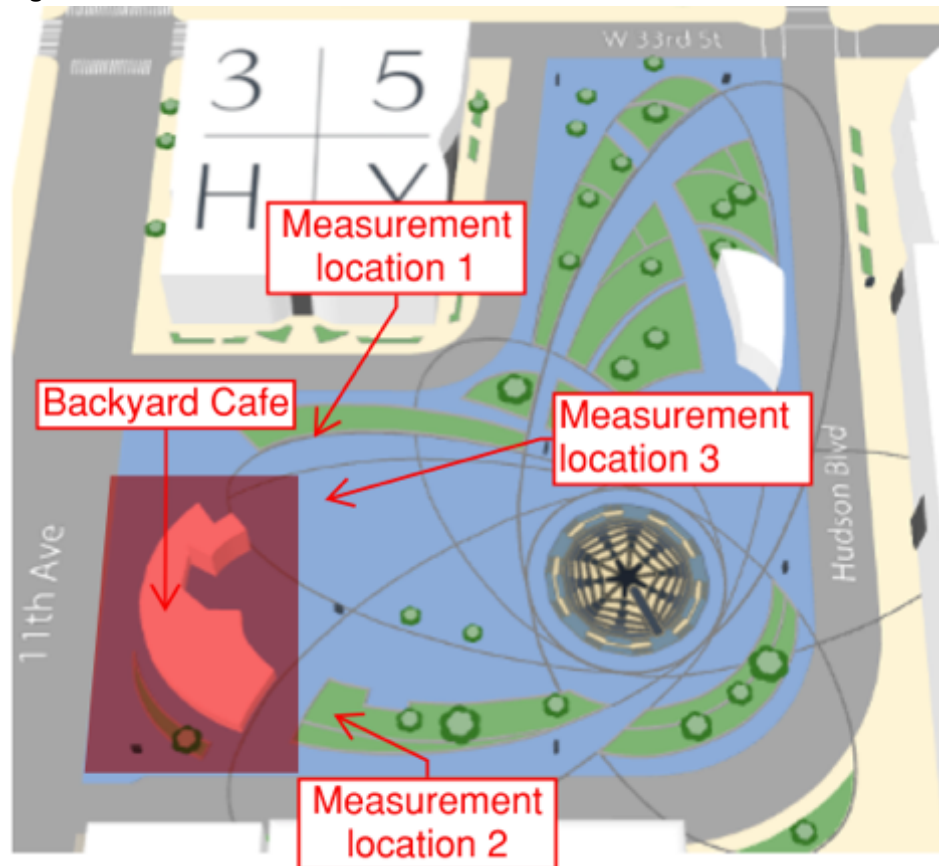 W 33rd St
3 5
H Y
Measurement
location 1
Backyard Cafe
Measurement
location 3
11th Ave
Hudson Blvd
Measurement
location 2